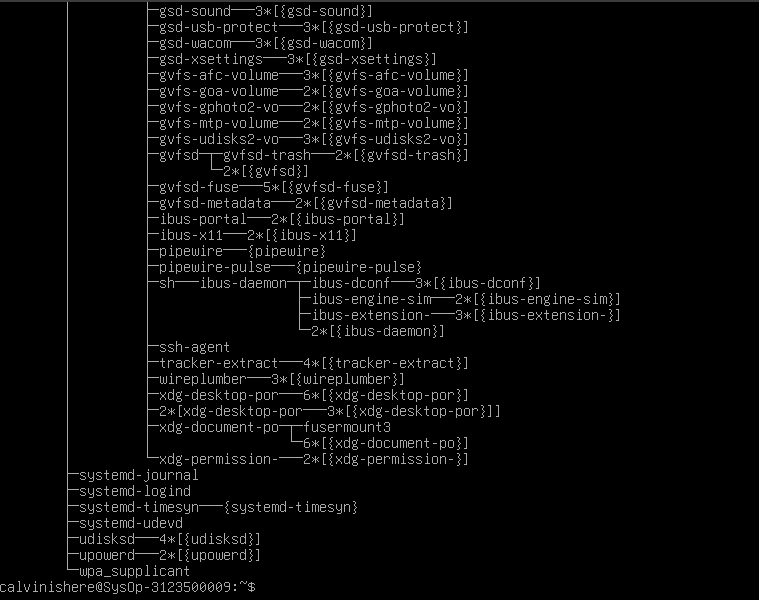 ├─gsd-sound───3*[{gsd-sound}]
├─gsd-usb-protect───3*[{gsd-usb-protect}]
├─gsd-wacom───3*[{gsd-wacom}]
├─gsd-xsettings───3*[{gsd-xsettings}]
├─gvfs-afc-volume───3*[{gvfs-afc-volume}]
├─gvfs-goa-volume───2*[{gvfs-goa-volume}]
├─gvfs-gphoto2-vo───2*[{gvfs-gphoto2-vo}]
├─gvfs-mtp-volume───2*[{gvfs-mtp-volume}]
├─gvfs-udisks2-vo───3*[{gvfs-udisks2-vo}]
├─gvfsd─┬─gvfsd-trash───2*[{gvfsd-trash}]
│       └─2*[{gvfsd}]
├─gvfsd-fuse───5*[{gvfsd-fuse}]
├─gvfsd-metadata───2*[{gvfsd-metadata}]
├─ibus-portal───2*[{ibus-portal}]
├─ibus-x11───2*[{ibus-x11}]
├─pipewire───{pipewire}
├─pipewire-pulse───{pipewire-pulse}
├─sh───ibus-daemon─┬─ibus-dconf───3*[{ibus-dconf}]
│                  ├─ibus-engine-sim───2*[{ibus-engine-sim}]
│                  ├─ibus-extension-───3*[{ibus-extension-}]
│                  └─2*[{ibus-daemon}]
├─ssh-agent
├─tracker-extract───4*[{tracker-extract}]
├─wireplumber───3*[{wireplumber}]
├─xdg-desktop-por───6*[{xdg-desktop-por}]
├─2*[xdg-desktop-por───3*[{xdg-desktop-por}]]
├─xdg-document-po─┬─fusermount3
│                 └─6*[{xdg-document-po}]
└─xdg-permission-───2*[{xdg-permission-}]
├─systemd-journal
├─systemd-logind
├─systemd-timesyn───{systemd-timesyn}
├─systemd-udevd
├─udisksd───4*[{udisksd}]
├─upowerd───2*[{upowerd}]
└─wpa_supplicant
calvinishere@SysOp-3123500009:~$